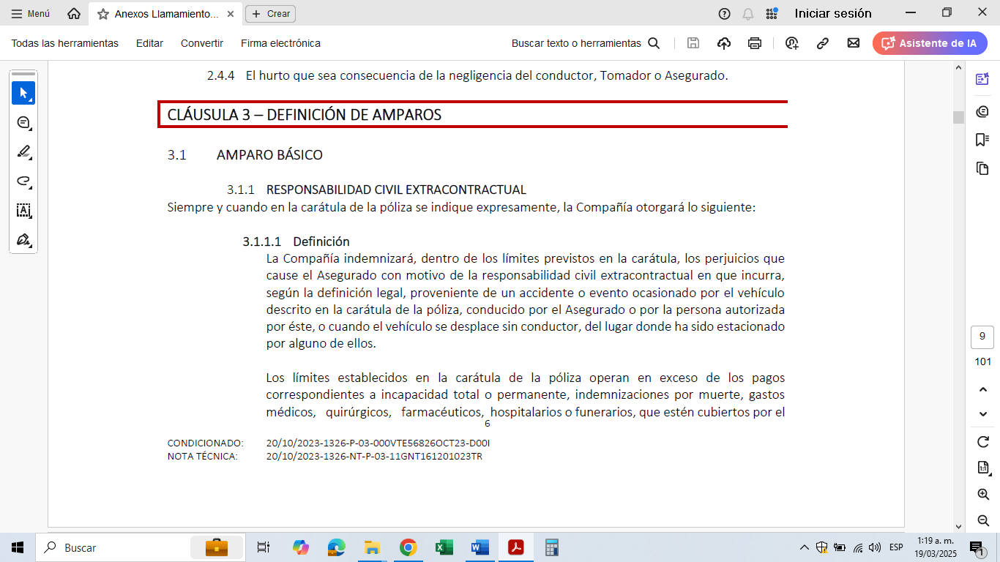 Menú
Anexos Llamamiento...
Crear
Iniciar sesión
Todas las herramientas
Editar
Convertir
Firma electrónica
Buscar texto o herramientas
Asistente de IA
2.4.4 El hurto que sea consecuencia de la negligencia del conductor, Tomador o Asegurado.
CLÁUSULA 3 – DEFINICIÓN DE AMPAROS
3.1 AMPARO BÁSICO
3.1.1 RESPONSABILIDAD CIVIL EXTRACONTRACTUAL
Siempre y cuando en la carátula de la póliza se indique expresamente, la Compañía otorgará lo siguiente:
3.1.1.1 Definición
La Compañía indemnizará, dentro de los límites previstos en la carátula, los perjuicios que
cause el Asegurado con motivo de la responsabilidad civil extracontractual en que incurra,
según la definición legal, proveniente de un accidente o evento ocasionado por el vehículo
descrito en la carátula de la póliza, conducido por el Asegurado o por la persona autorizada
por éste, o cuando el vehículo se desplace sin conductor, del lugar donde ha sido estacionado
por alguno de ellos.
Los límites establecidos en la carátula de la póliza operan en exceso de los pagos
correspondientes a incapacidad total o permanente, indemnizaciones por muerte, gastos
médicos, quirúrgicos, farmacéuticos, hospitalarios o funerarios, que estén cubiertos por el
6
CONDICIONADO: 20/10/2023-1326-P-03-000VTE56826OCT23-D00I
NOTA TÉCNICA: 20/10/2023-1326-NT-P-03-11GNT161201023TR
9
101
1:1
Buscar
ESP
1:19 a. m.
19/03/2025
1